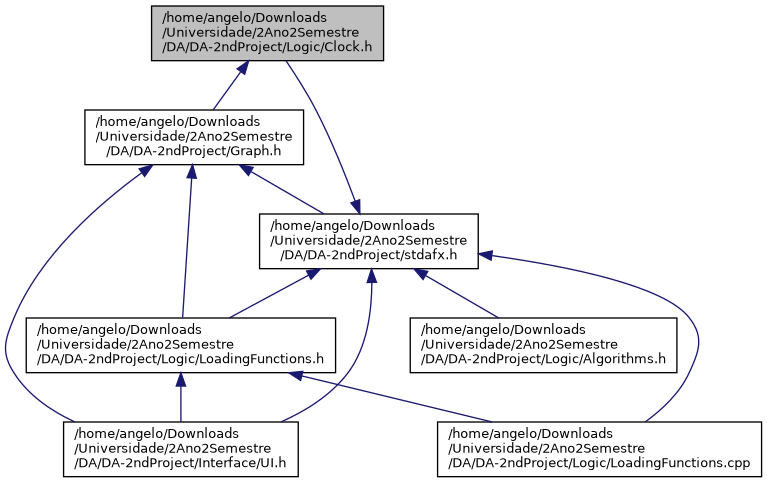 /home/angelo/Downloads
/Universidade/2Ano2Semestre
/DA/DA-2ndProject/Logic/Clock.h
/home/angelo/Downloads
/Universidade/2Ano2Semestre
/DA/DA-2ndProject/Graph.h
/home/angelo/Downloads
/Universidade/2Ano2Semestre
/DA/DA-2ndProject/stdafx.h
/home/angelo/Downloads
/Universidade/2Ano2Semestre
/DA/DA-2ndProject/Logic/LoadingFunctions.h
/home/angelo/Downloads
/Universidade/2Ano2Semestre
/DA/DA-2ndProject/Logic/Algorithms.h
/home/angelo/Downloads
/Universidade/2Ano2Semestre
/DA/DA-2ndProject/Interface/UI.h
/home/angelo/Downloads
/Universidade/2Ano2Semestre
/DA/DA-2ndProject/Logic/LoadingFunctions.cpp